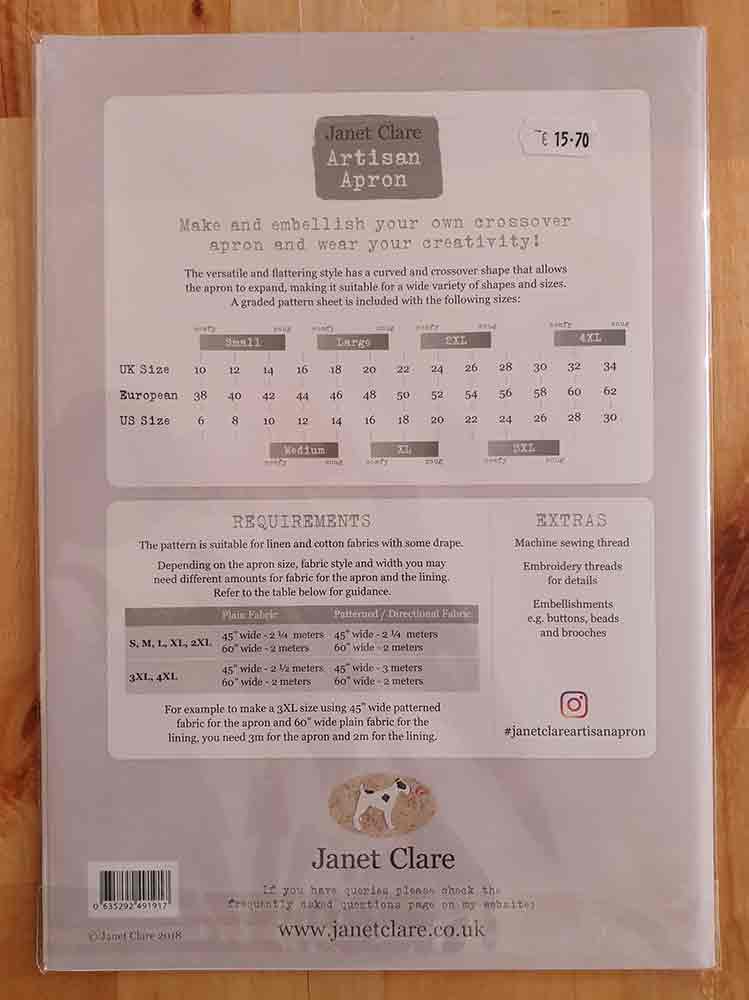 Janet Clare
Artisan
Apron
€ 15·70
Make and embellish your own crossover
apron and wear your creativity!
The versatile and flattering style has a curved and crossover shape that allows
the apron to expand, making it suitable for a wide variety of shapes and sizes.
A graded pattern sheet is included with the following sizes:
comfy snug comfy snug comfy snug comfy snug
Small Large 2XL 4XL
UK Size 10 12 14 16 18 20 22 24 26 28 30 32 34
European 38 40 42 44 46 48 50 52 54 56 58 60 62
US Size 6 8 10 12 14 16 18 20 22 24 26 28 30
Medium XL 3XL
comfy snug comfy snug comfy snug
REQUIREMENTS
The pattern is suitable for linen and cotton fabrics with some drape.
Depending on the apron size, fabric style and width you may
need different amounts for fabric for the apron and the lining.
Refer to the table below for guidance.
Plain Fabric Patterned / Directional Fabric
S, M, L, XL, 2XL 45" wide - 2 ¼ meters 45" wide - 2 ¼ meters
60" wide - 2 meters 60" wide - 2 meters
3XL, 4XL 45" wide - 2 ½ meters 45" wide - 3 meters
60" wide - 2 meters 60" wide - 2 meters
For example to make a 3XL size using 45" wide patterned
fabric for the apron and 60" wide plain fabric for the
lining, you need 3m for the apron and 2m for the lining.
EXTRAS
Machine sewing thread
Embroidery threads
for details
Embellishments
e.g. buttons, beads
and brooches
#janetclareartisanapron
Janet Clare
If you have queries please check the
frequently asked questions page on my website:
www.janetclare.co.uk
0 635292 491917
© Janet Clare 2018